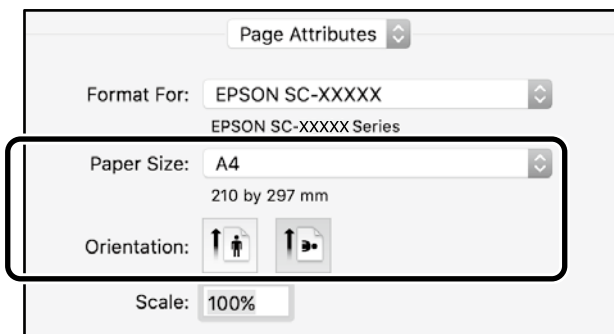 Page Attributes
Format For: EPSON SC-XXXXX
EPSON SC-XXXXX Series
Paper Size: A4
210 by 297 mm
Orientation:
Scale: 100%